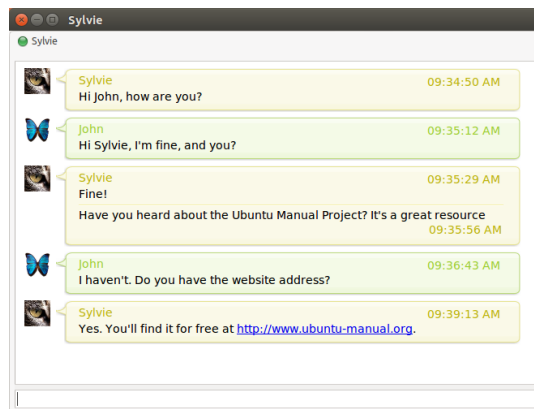 Sylvie
Sylvie
Sylvie 09:34:50 AM
Hi John, how are you?
John 09:35:12 AM
Hi Sylvie, I'm fine, and you?
Sylvie 09:35:29 AM
Fine!
Have you heard about the Ubuntu Manual Project? It's a great resource
09:35:56 AM
John 09:36:43 AM
I haven't. Do you have the website address?
Sylvie 09:39:13 AM
Yes. You'll find it for free at http://www.ubuntu-manual.org.